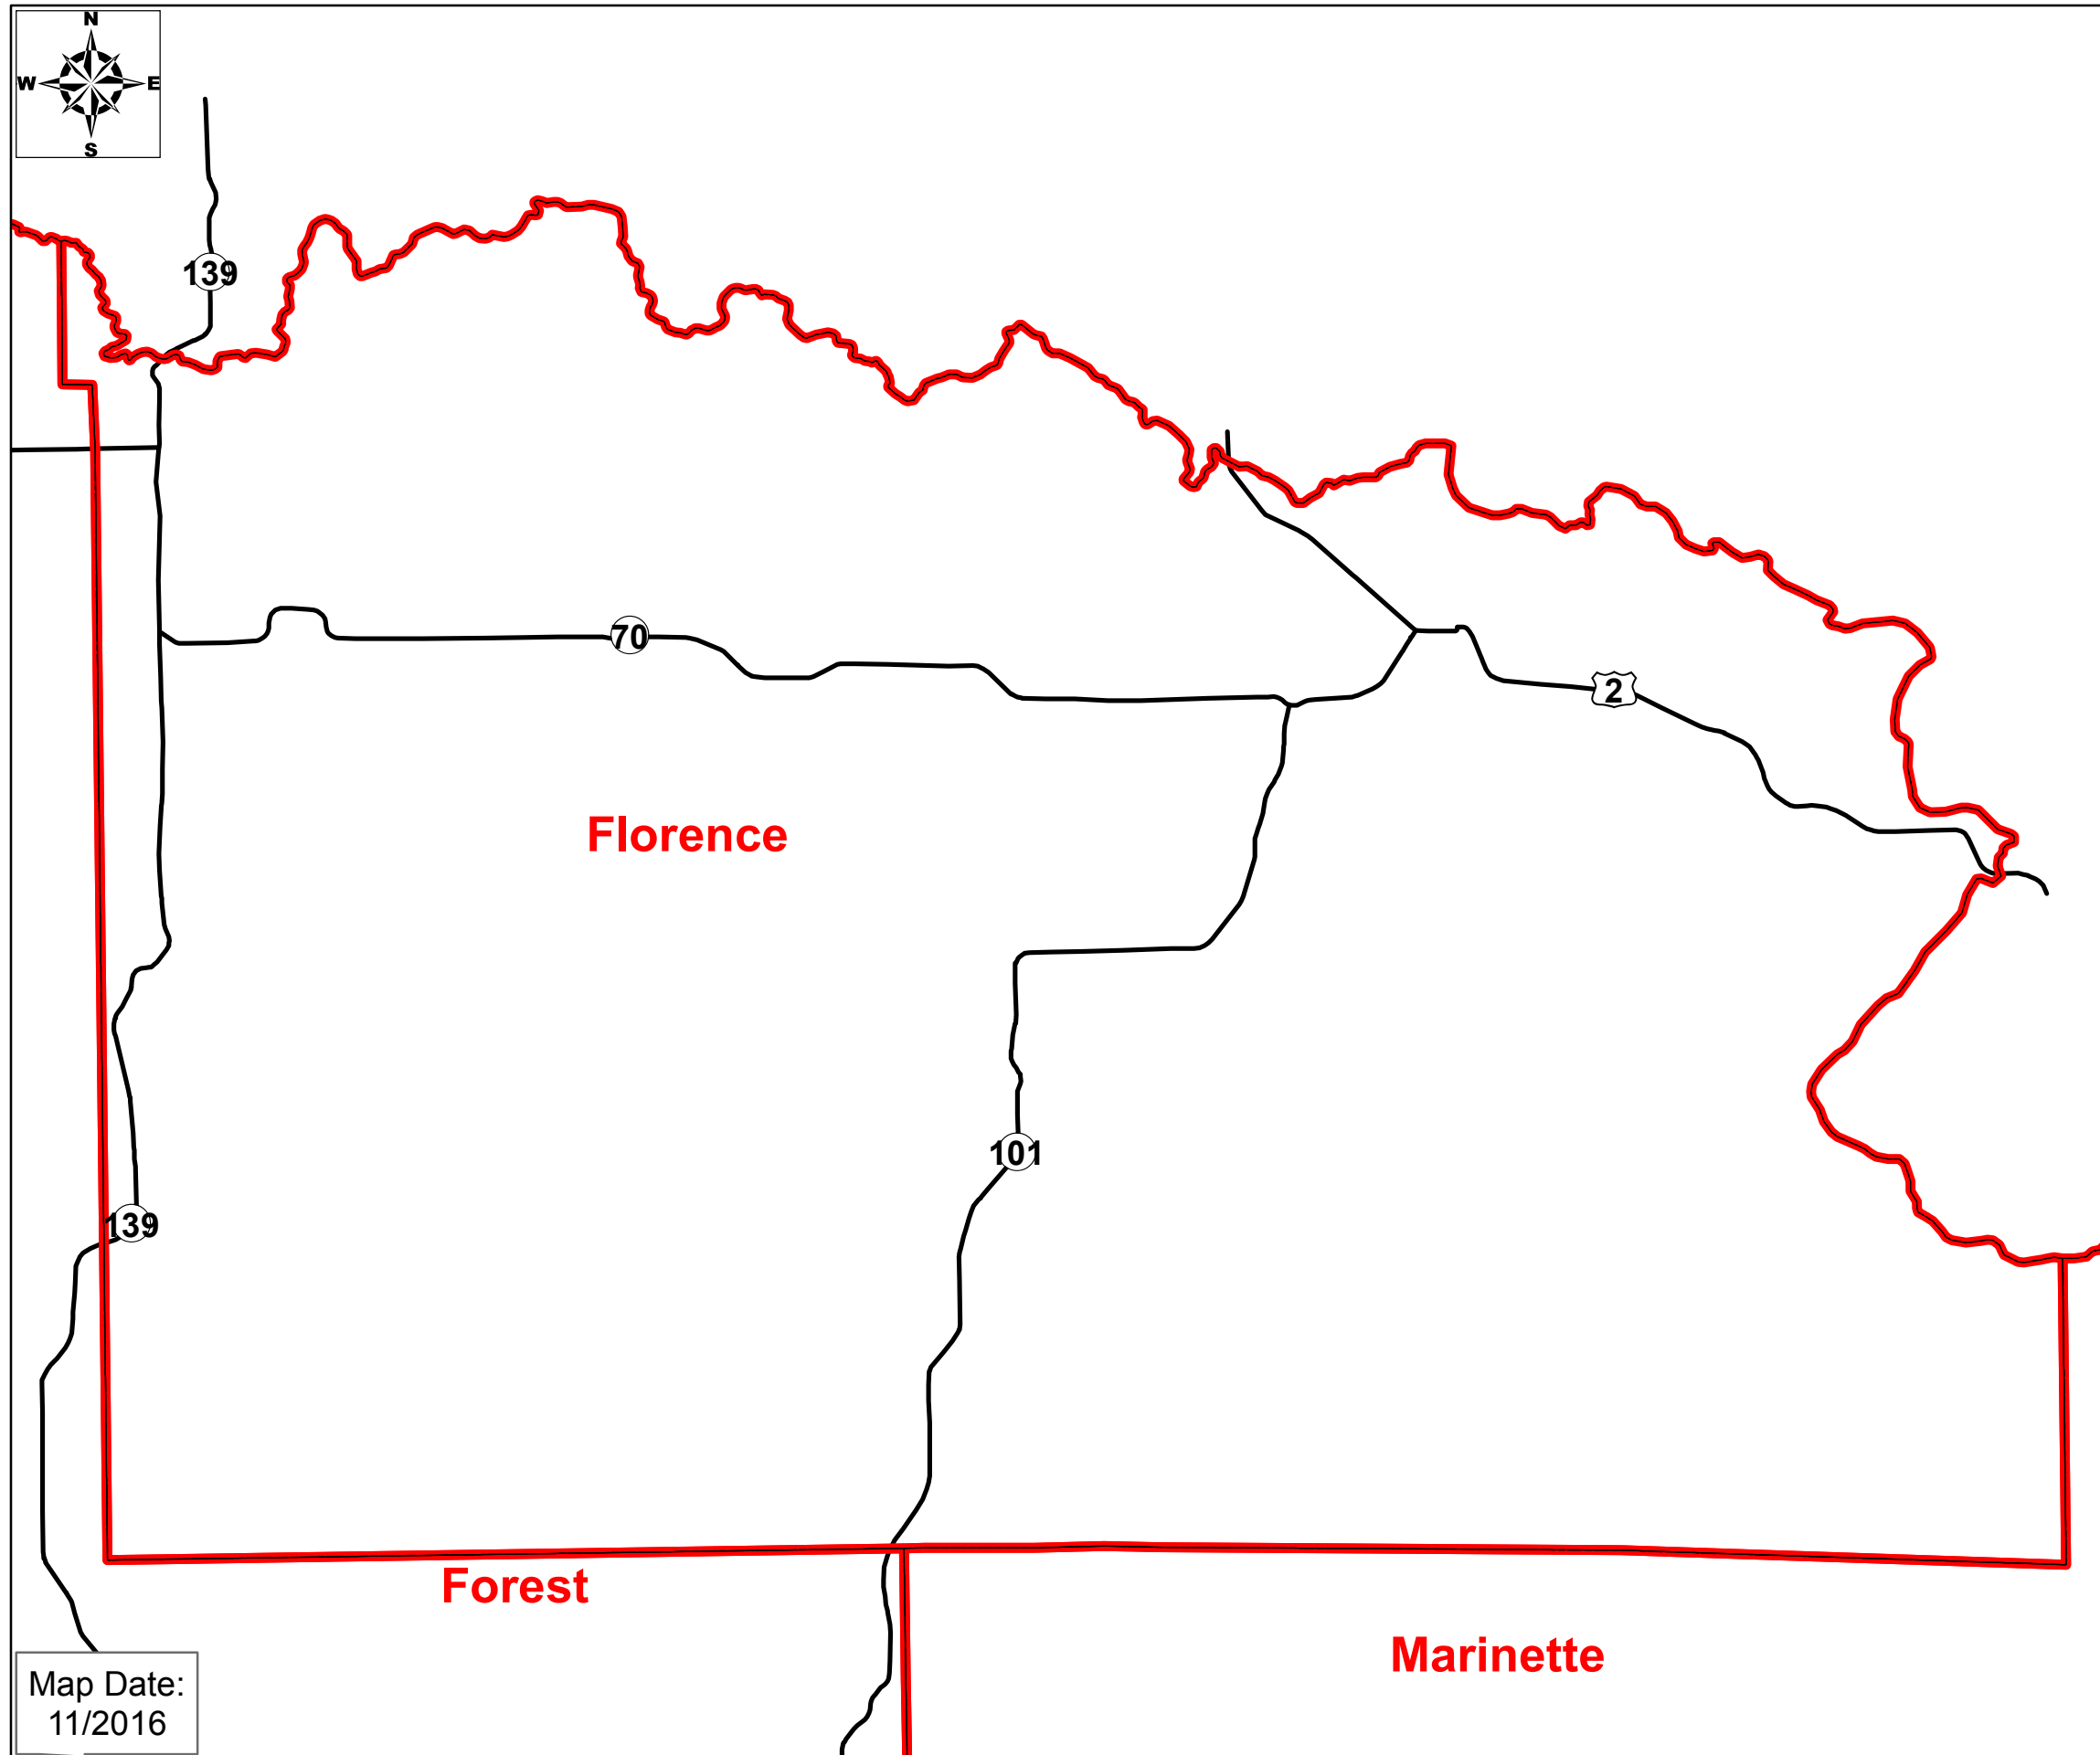 N
W E
S
139
70
2
Florence
101
139
Forest
Marinette
Map Date:
11/2016